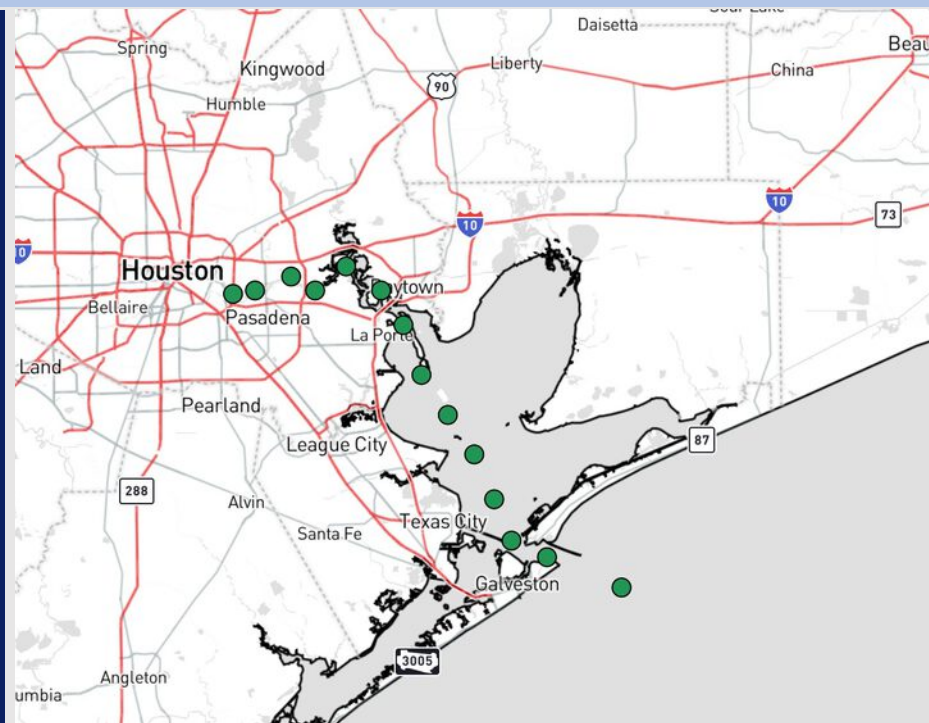 Daisetta
Spring
Beau
Liberty
Kingwood
China
90
Humble
10
73
10
10
Houston
Baytown
Bellaire
Pasadena
La Porte
Land
Pearland
87
League City
288
Alvin
Texas City
Santa Fe
Galveston
3005
Angleton
umbia